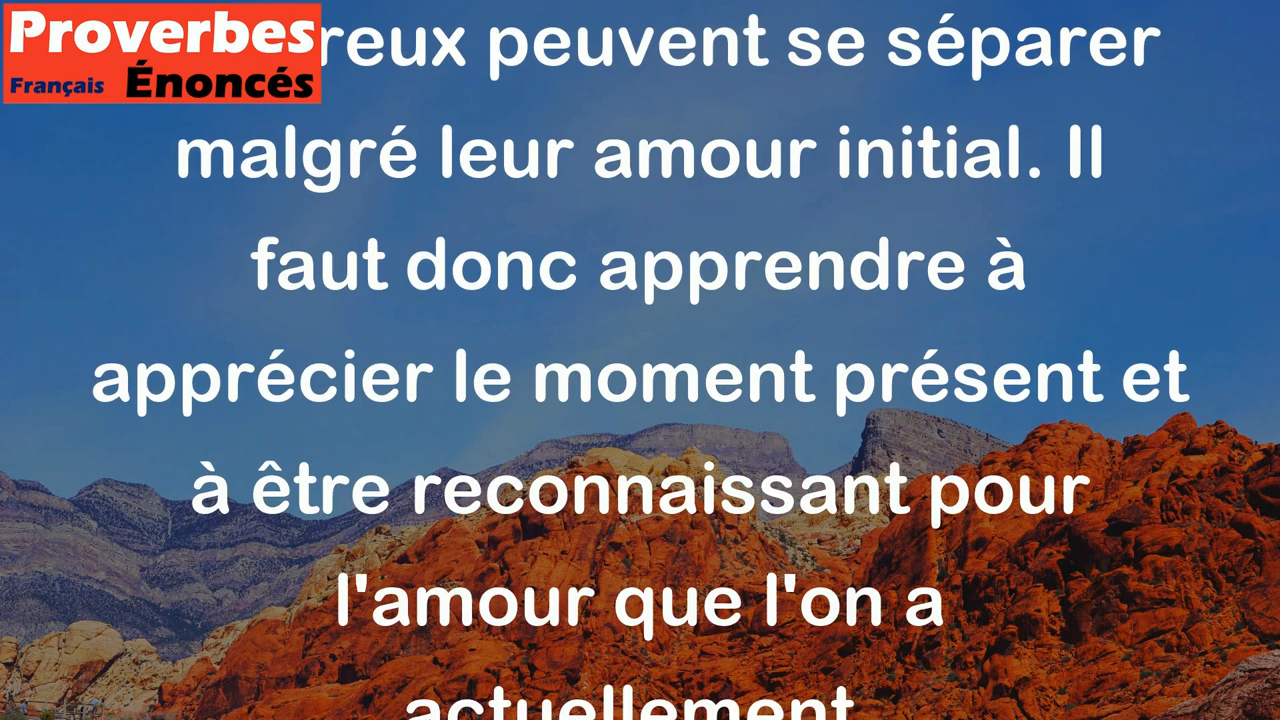 Proverbes
Français Énoncés
reux peuvent se séparer
malgré leur amour initial. Il
faut donc apprendre à
apprécier le moment présent et
à être reconnaissant pour
l'amour que l'on a
actuellement